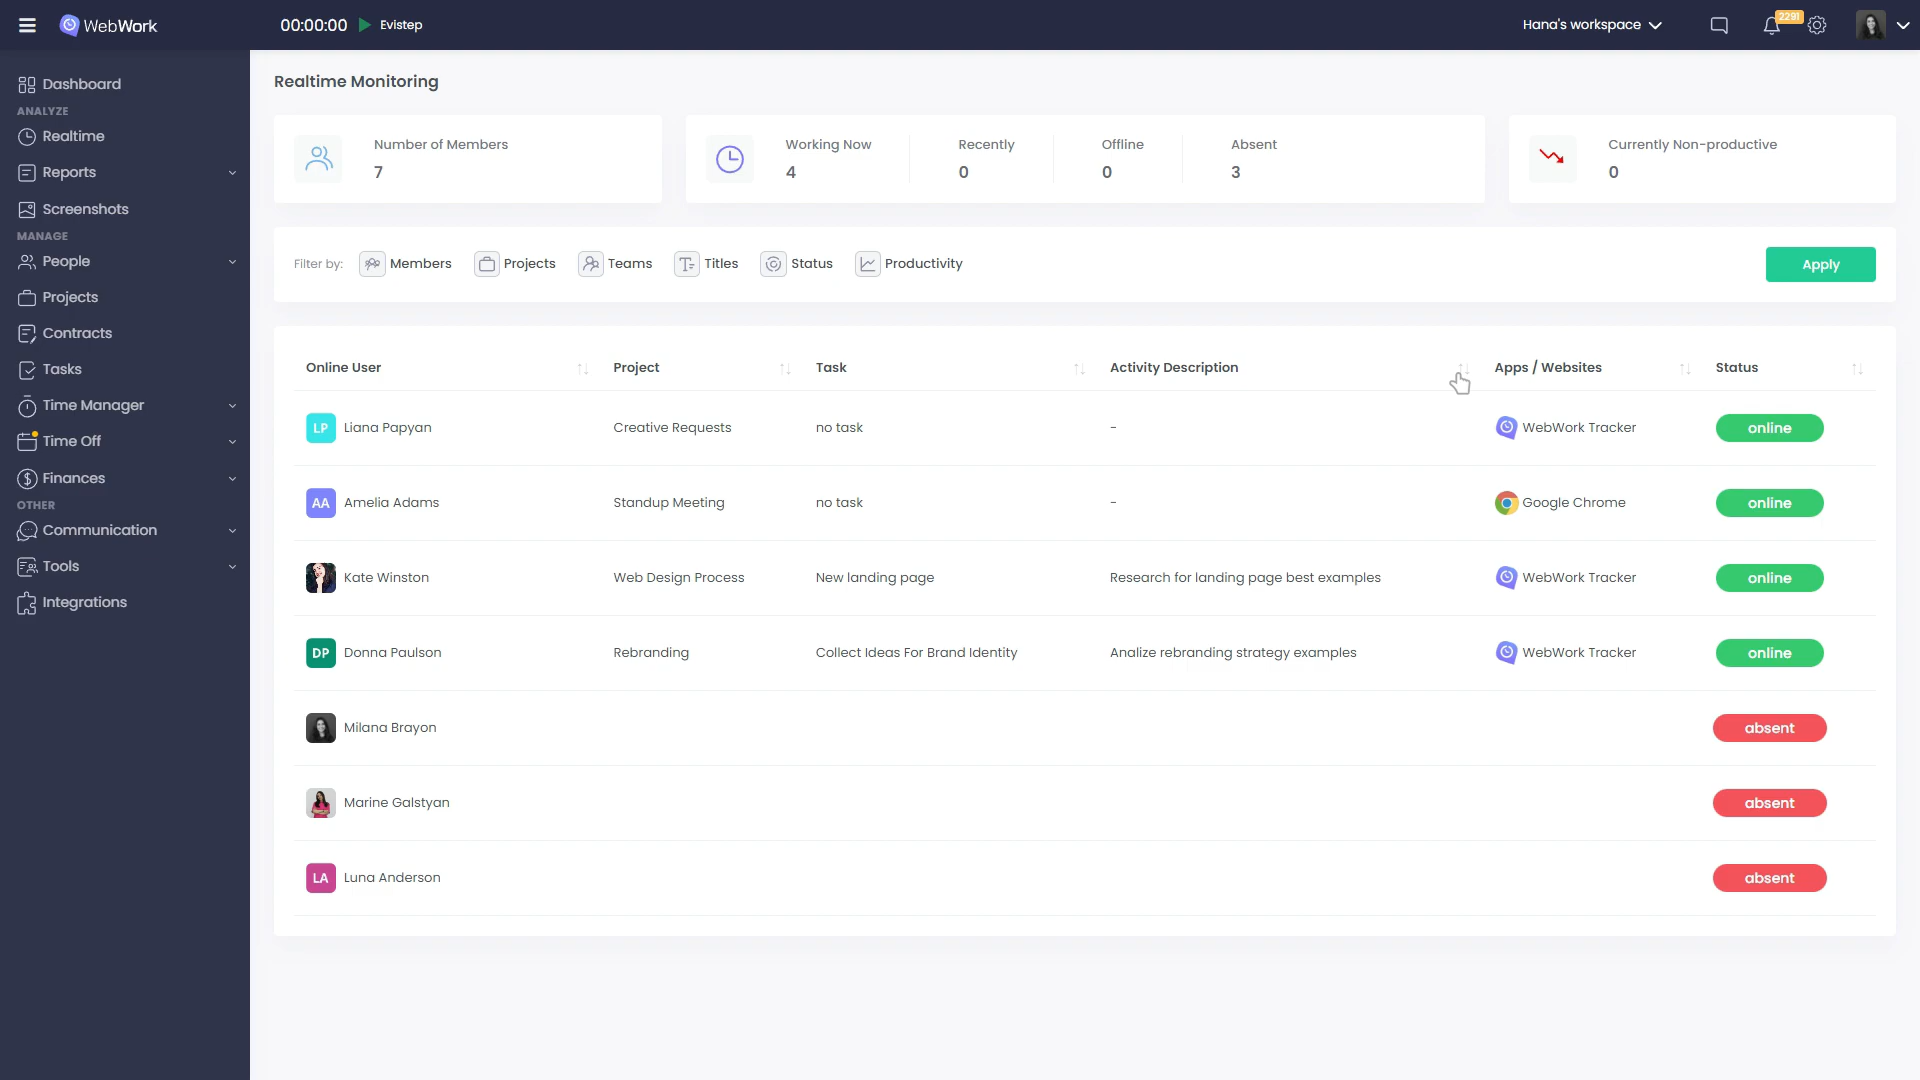 WebWork
00:00:00 Evistep
Hana's workspace
2291
Dashboard
ANALYZE
Realtime
Reports
Screenshots
MANAGE
People
Projects
Contracts
Tasks
Time Manager
Time Off
Finances
OTHER
Communication
Tools
Integrations
Realtime Monitoring
Number of Members
7
Working Now
4
Recently
0
Offline
0
Absent
3
Currently Non-productive
0
Filter by: Members Projects Teams Titles Status Productivity
Apply
Online User Project Task Activity Description Apps / Websites Status
LP Liana Papyan Creative Requests no task - WebWork Tracker online
AA Amelia Adams Standup Meeting no task - Google Chrome online
Kate Winston Web Design Process New landing page Research for landing page best examples WebWork Tracker online
DP Donna Paulson Rebranding Collect Ideas For Brand Identity Analize rebranding strategy examples WebWork Tracker online
Milana Brayon absent
Marine Galstyan absent
LA Luna Anderson absent